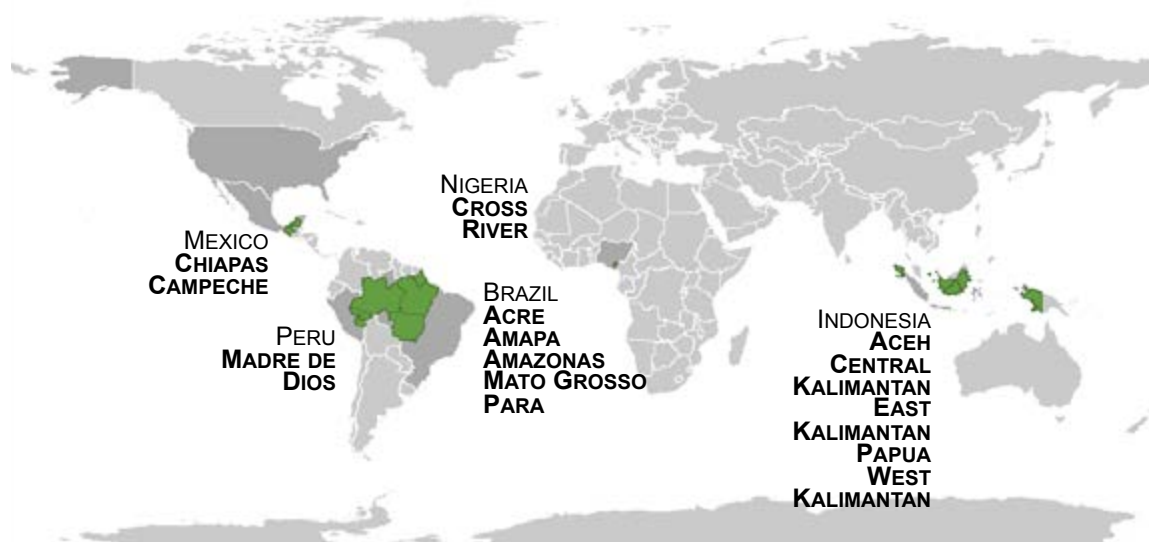 NIGERIA
CROSS
RIVER
MEXICO
CHIAPAS
CAMPECHE
PERU
MADRE DE
DIOS
BRAZIL
ACRE
AMAPA
AMAZONAS
MATO GROSSO
PARA
INDONESIA
ACEH
CENTRAL
KALIMANTAN
EAST
KALIMANTAN
PAPUA
WEST
KALIMANTAN